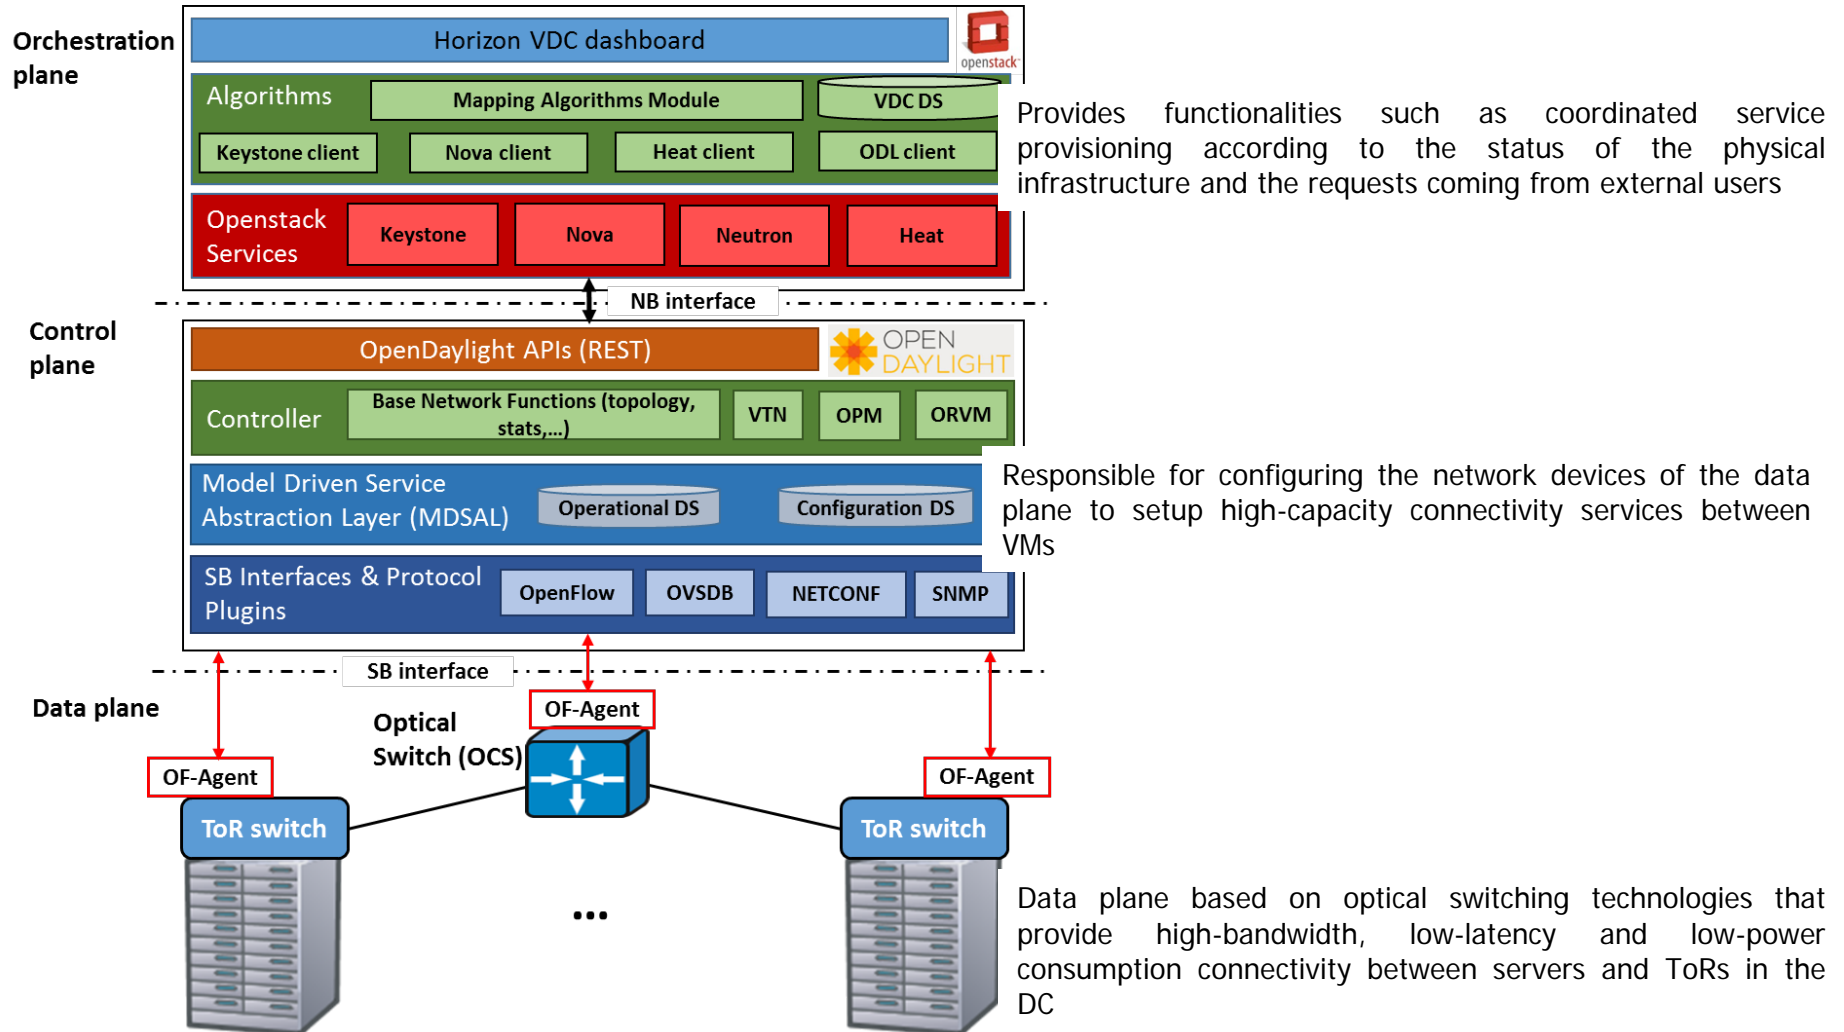 Orchestration
plane
Horizon VDC dashboard
openstack
Algorithms
Mapping Algorithms Module
VDC DS
Keystone client
Nova client
Heat client
ODL client
Provides functionalities such as coordinated service
provisioning according to the status of the physical
infrastructure and the requests coming from external users
Openstack
Services
Keystone
Nova
Neutron
Heat
NB interface
Control
plane
OpenDaylight APIs (REST)
OPEN
DAYLIGHT
Controller
Base Network Functions (topology,
stats,...)
VTN
OPM
ORVM
Model Driven Service
Abstraction Layer (MDSAL)
Operational DS
Configuration DS
Responsible for configuring the network devices of the data
plane to setup high-capacity connectivity services between
VMs
SB Interfaces & Protocol
Plugins
OpenFlow
OVSDB
NETCONF
SNMP
SB interface
Data plane
OF-Agent
Optical
Switch (OCS)
OF-Agent
OF-Agent
ToR switch
ToR switch
...
Data plane based on optical switching technologies that
provide high-bandwidth, low-latency and low-power
consumption connectivity between servers and ToRs in the
DC